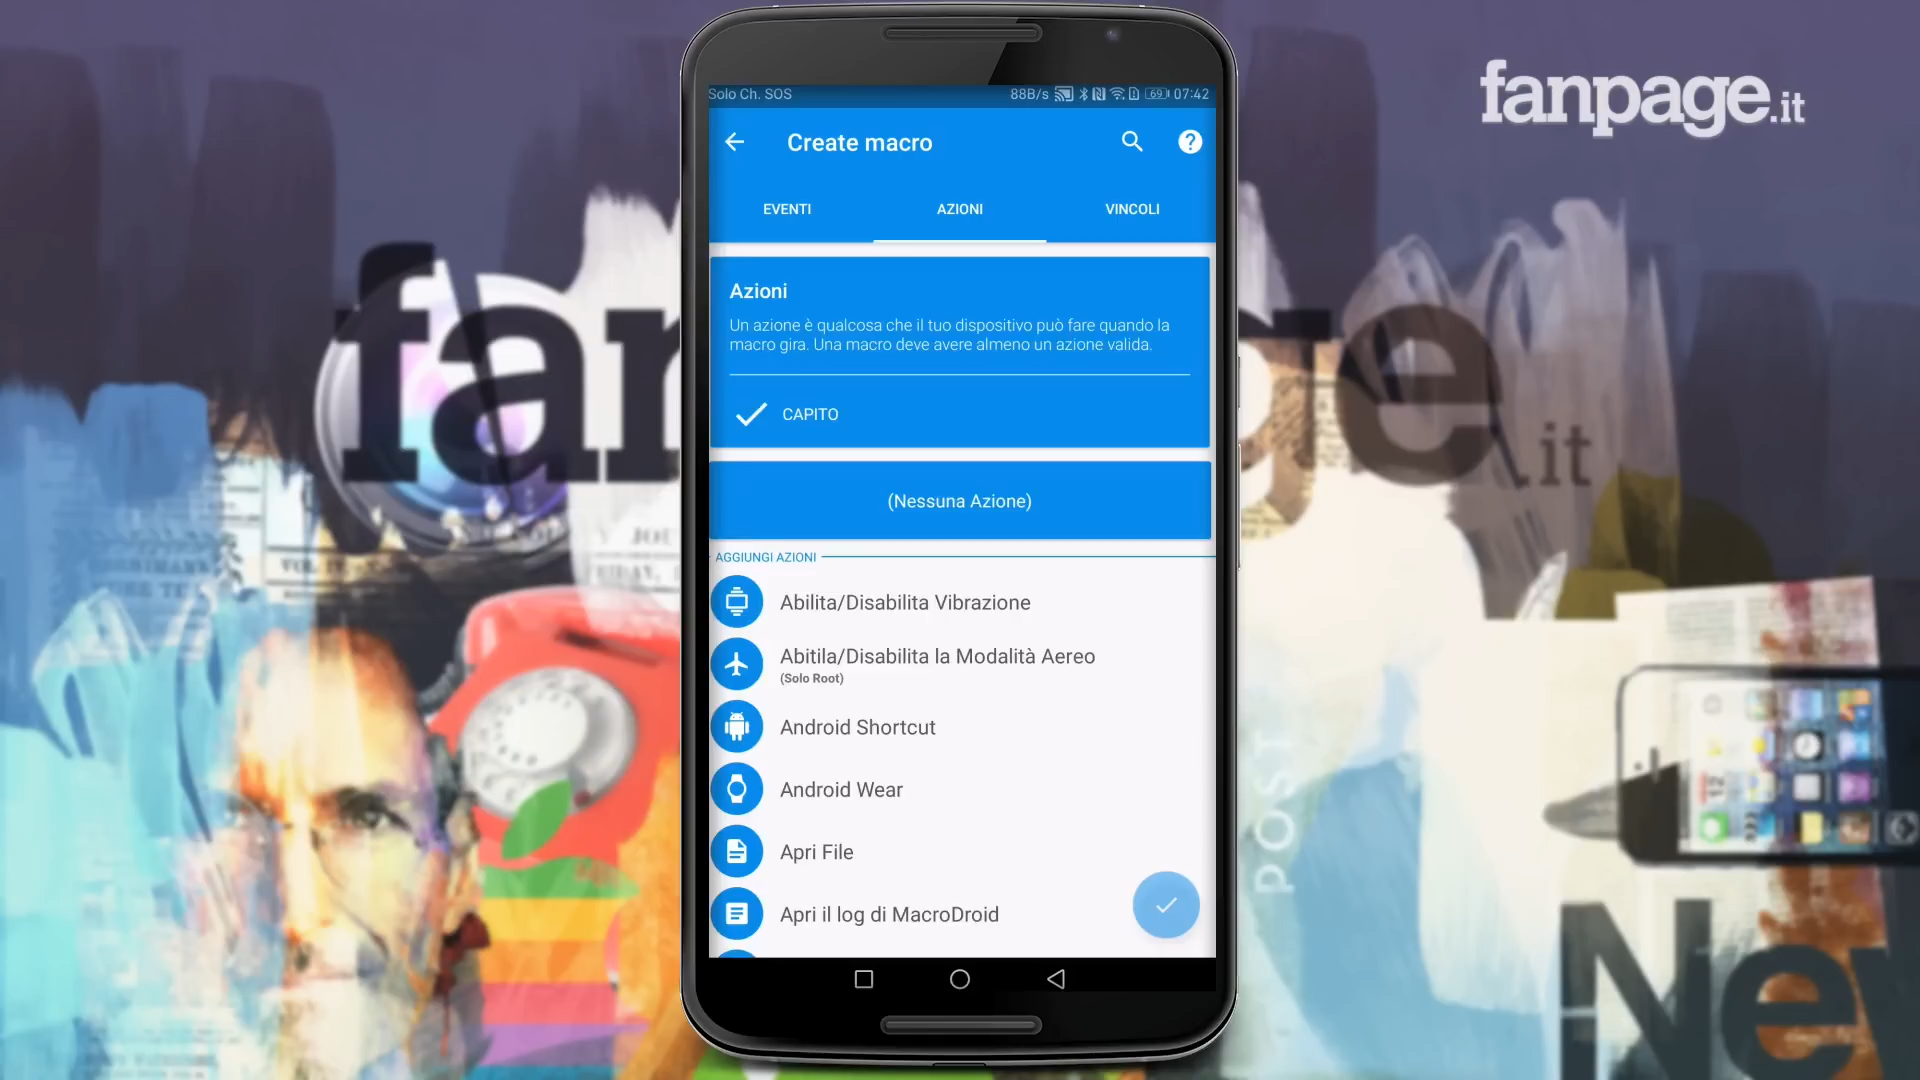 Solo Ch. SOS 88B/s 69 07:42
fanpage.it
Create macro
EVENTI AZIONI VINCOLI
Azioni
Un azione è qualcosa che il tuo dispositivo può fare quando la
macro gira. Una macro deve avere almeno un azione valida.
CAPITO
(Nessuna Azione)
AGGIUNGI AZIONI
Abilita/Disabilita Vibrazione
Abitila/Disabilita la Modalità Aereo
(Solo Root)
Android Shortcut
Android Wear
Apri File
Apri il log di MacroDroid
.it
POST